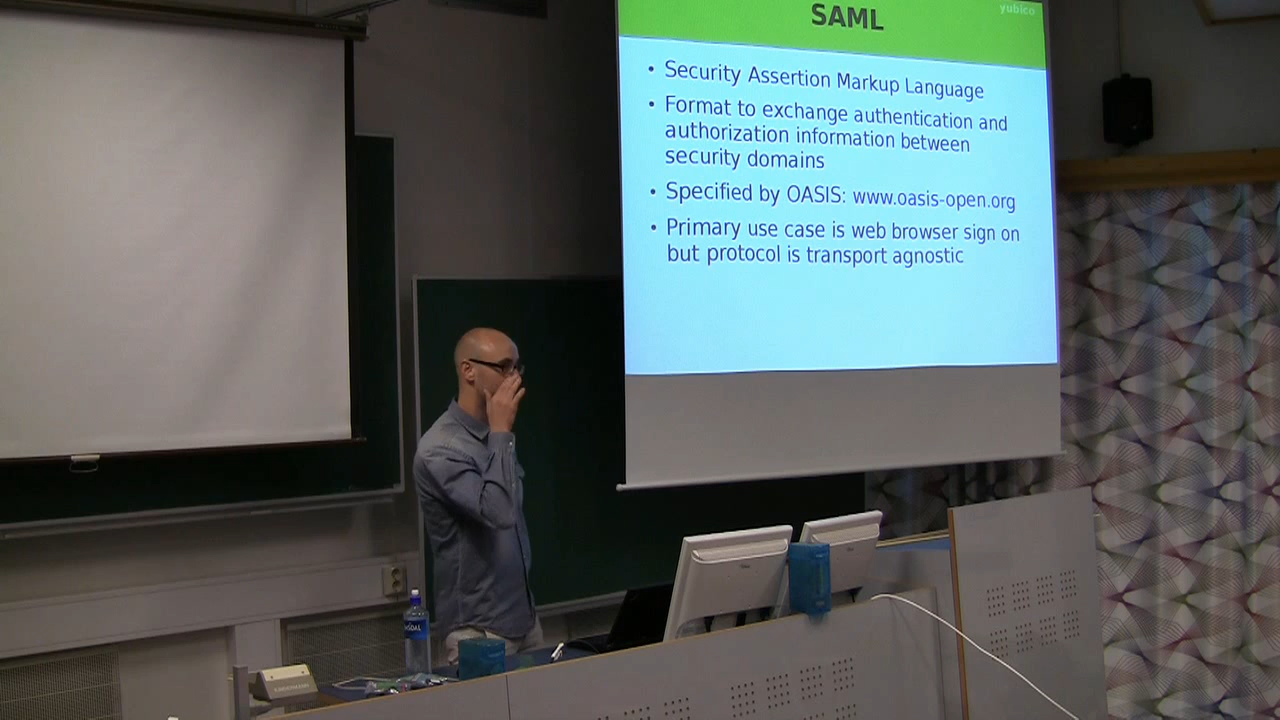 SAML
yubico
• Security Assertion Markup Language
• Format to exchange authentication and
authorization information between
security domains
• Specified by OASIS: www.oasis-open.org
• Primary use case is web browser sign on
but protocol is transport agnostic